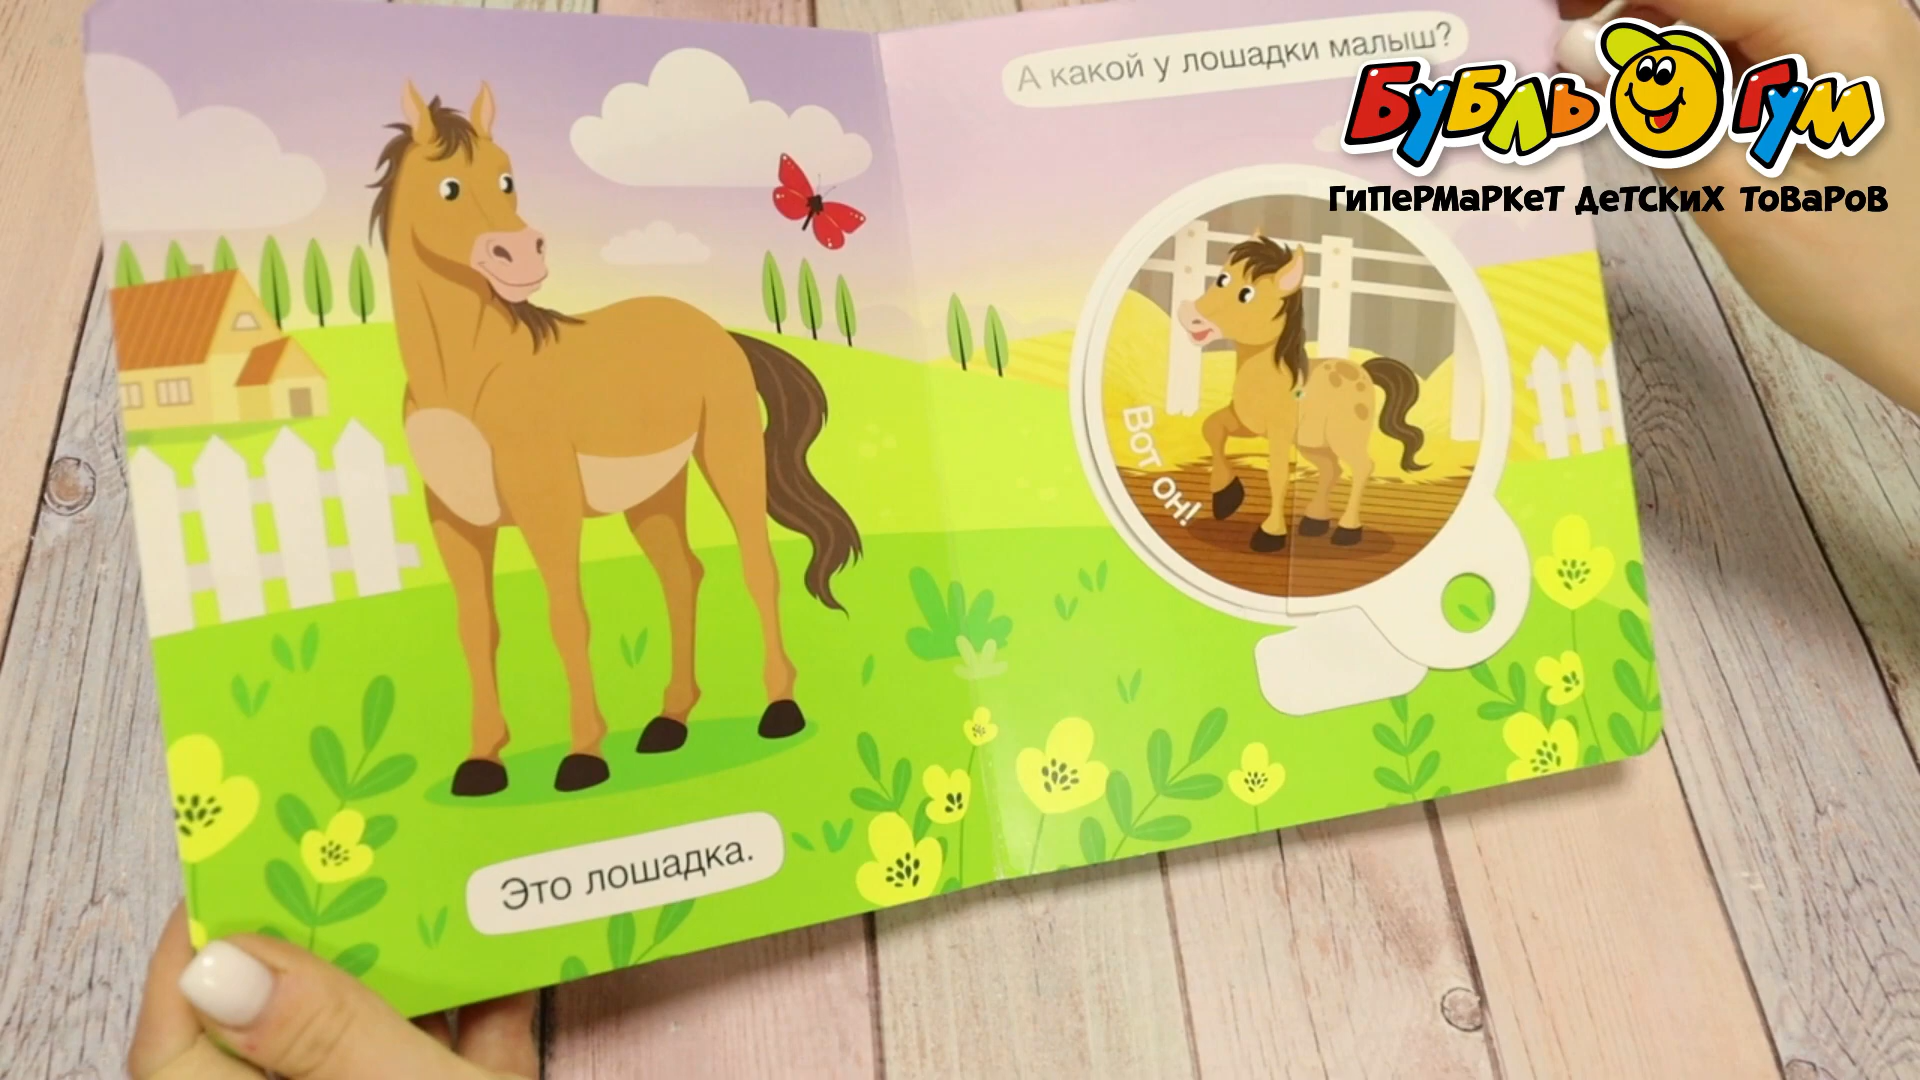 А какой у лошадки малыш?
БУБЛЬ ГУМ
ГИПЕРМАРКЕТ ДЕТСКИХ ТОВАРОВ
Вот он!
Это лошадка.